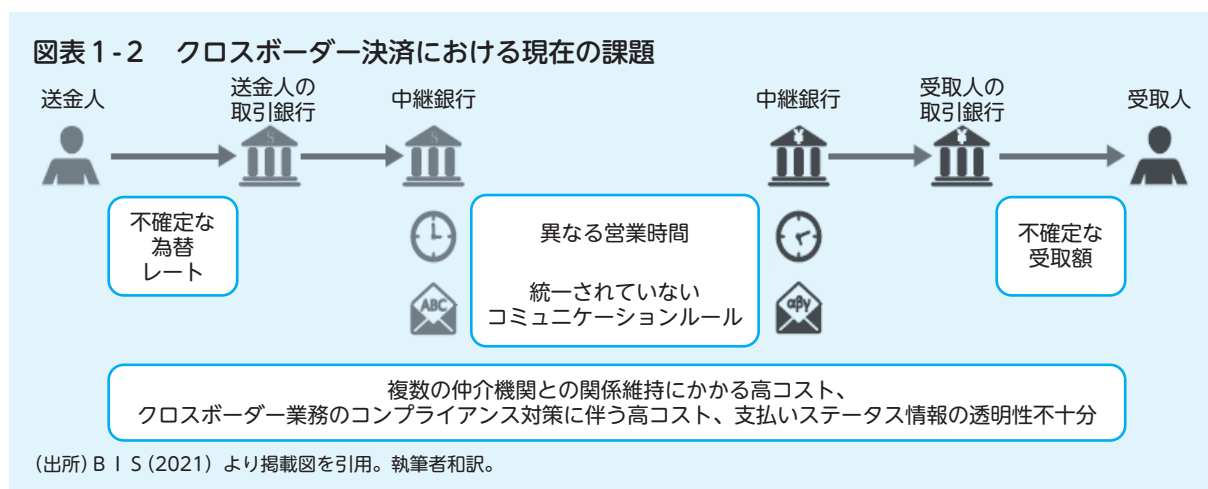 図表1-2 クロスボーダー決済における現在の課題
送金人
送金人の
取引銀行
中継銀行
中継銀行
受取人の
取引銀行
受取人
$
$
¥
¥
不確定な
為替
レート
異なる営業時間
不確定な
受取額
ABC
統一されていない
コミュニケーションルール
αβγ
複数の仲介機関との関係維持にかかる高コスト、
クロスボーダー業務のコンプライアンス対策に伴う高コスト、支払いステータス情報の透明性不十分
(出所)BIS(2021)より掲載図を引用。執筆者和訳。